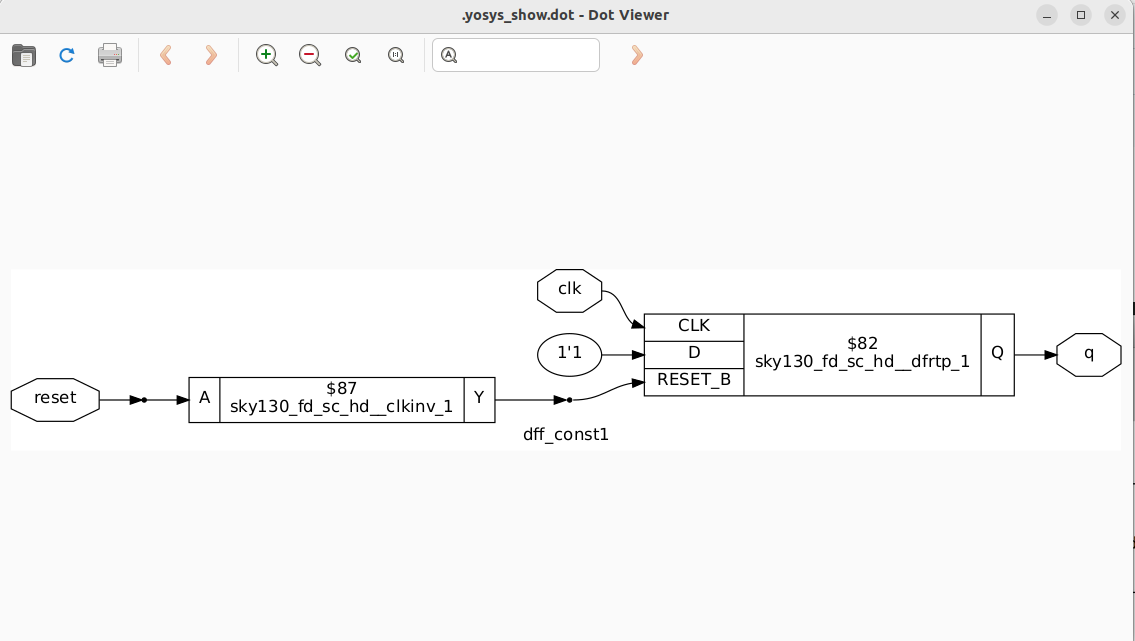 .yosys_show.dot - Dot Viewer
clk
CLK
1'1
D
RESET_B
$82
sky130_fd_sc_hd__dfrtp_1
Q
q
reset
A
$87
sky130_fd_sc_hd__clkinv_1
Y
dff_const1